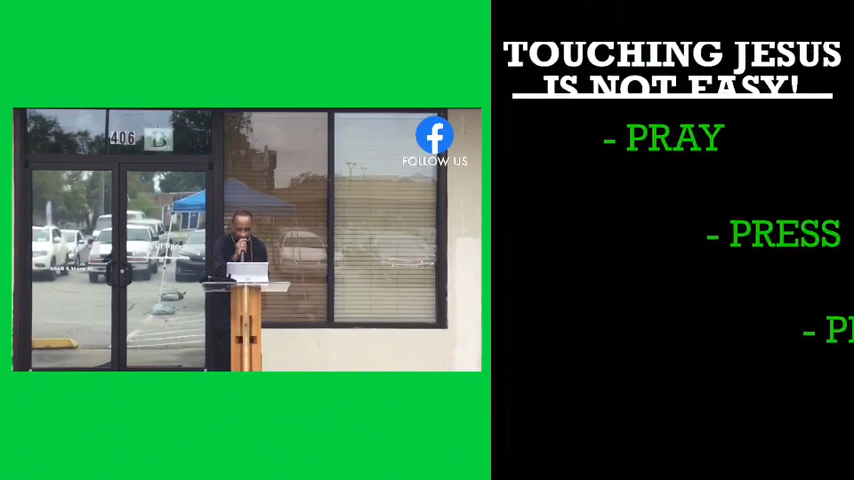 TOUCHING JESUS
IS NOT EASY!
- PRAY
- PRESS
406
B
FOLLOW US